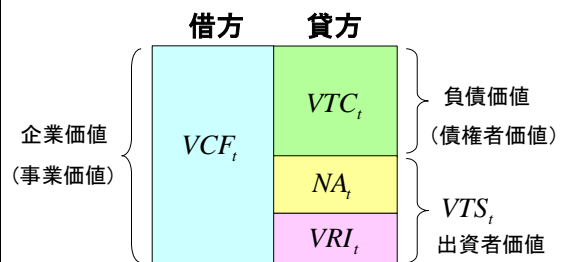 借方 貸方
企業価値
(事業価値)
VCF_t
VTC_t
NA_t
VRI_t
負債価値
(債権者価値)
VTS_t
出資者価値